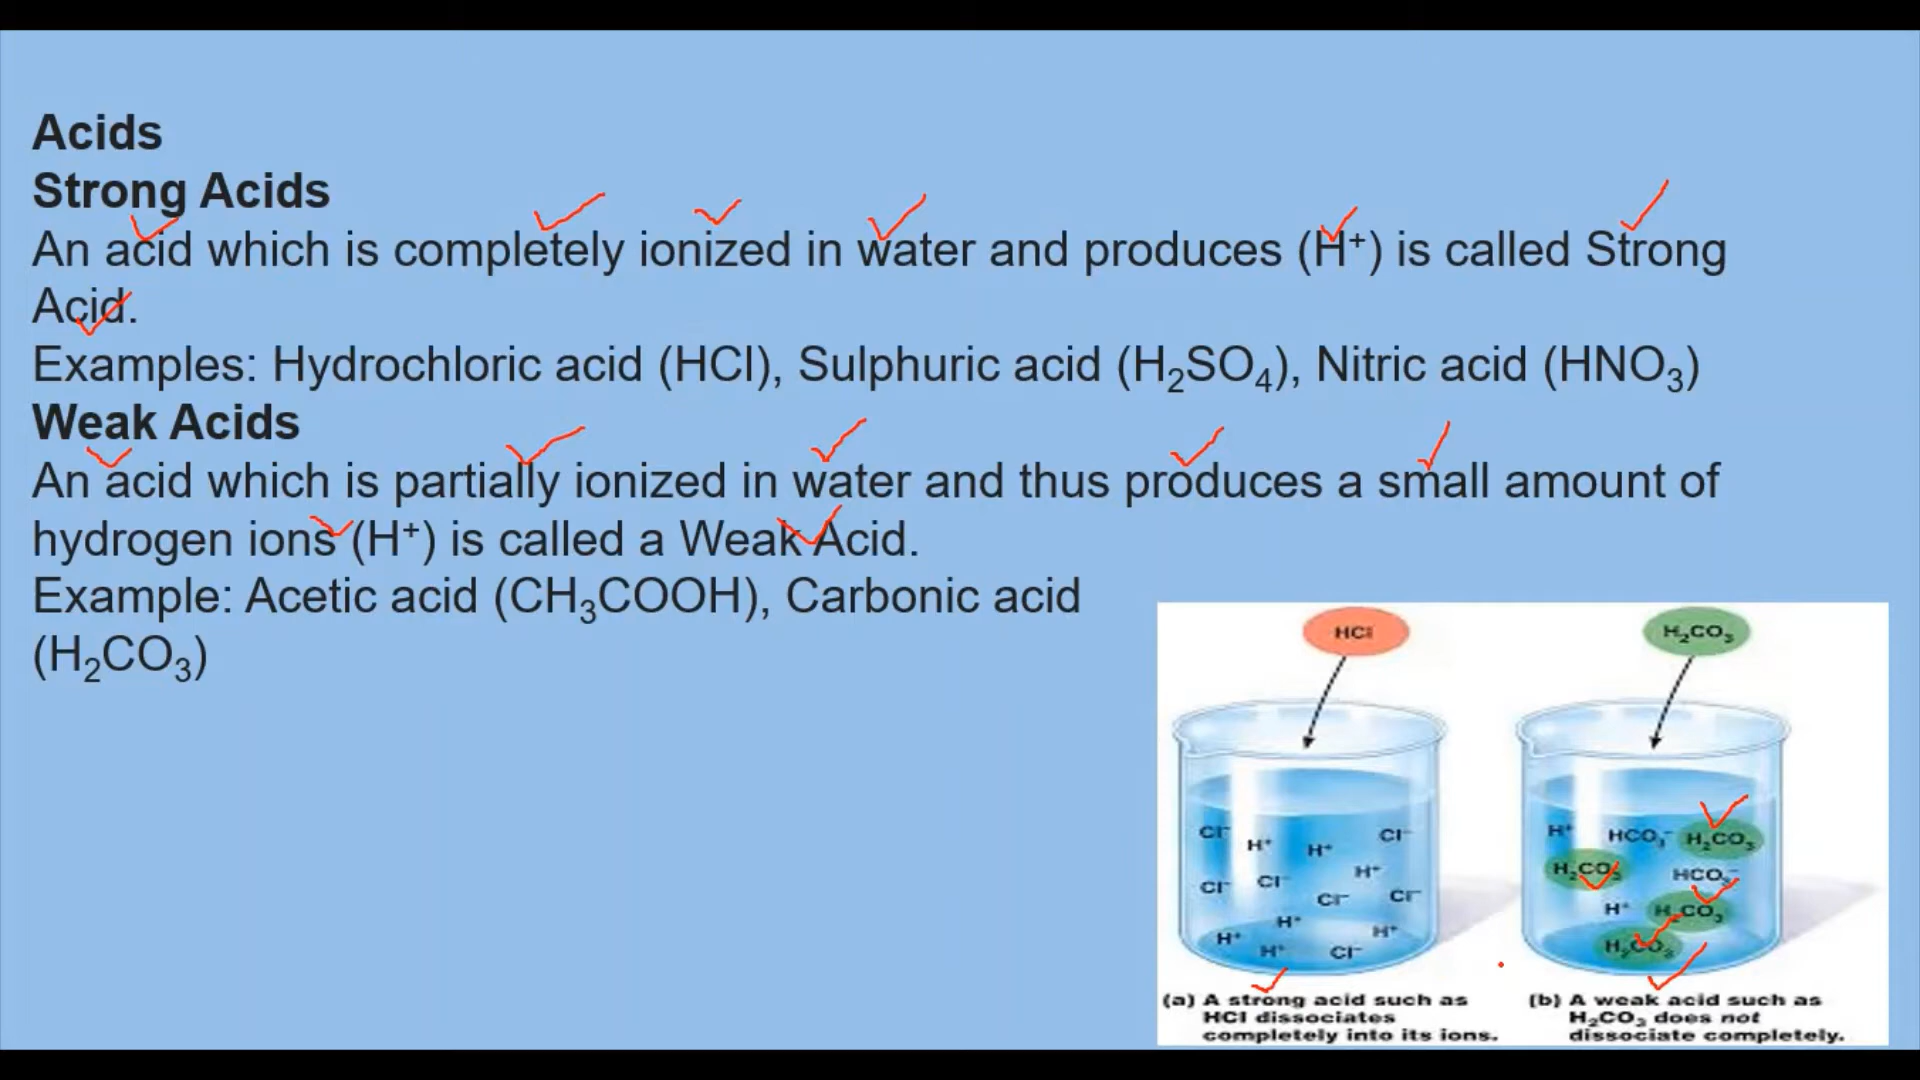 Acids
Strong Acids
An acid which is completely ionized in water and produces (H⁺) is called Strong
Acid.
Examples: Hydrochloric acid (HCl), Sulphuric acid (H₂SO₄), Nitric acid (HNO₃)
Weak Acids
An acid which is partially ionized in water and thus produces a small amount of
hydrogen ions (H⁺) is called a Weak Acid.
Example: Acetic acid (CH₃COOH), Carbonic acid
(H₂CO₃)
HCl
Cl⁻ H⁺ H⁺ Cl⁻
H⁺
Cl⁻ Cl⁻ Cl⁻ Cl⁻
H⁺ H⁺
H⁺ H⁺ Cl⁻
(a) A strong acid such as
HCl dissociates
completely into its ions.
H₂CO₃
H⁺ HCO₃⁻ H₂CO₃
H₂CO₃ HCO₃⁻
H⁺ H₂CO₃
H₂CO₃
(b) A weak acid such as
H₂CO₃ does not
dissociate completely.